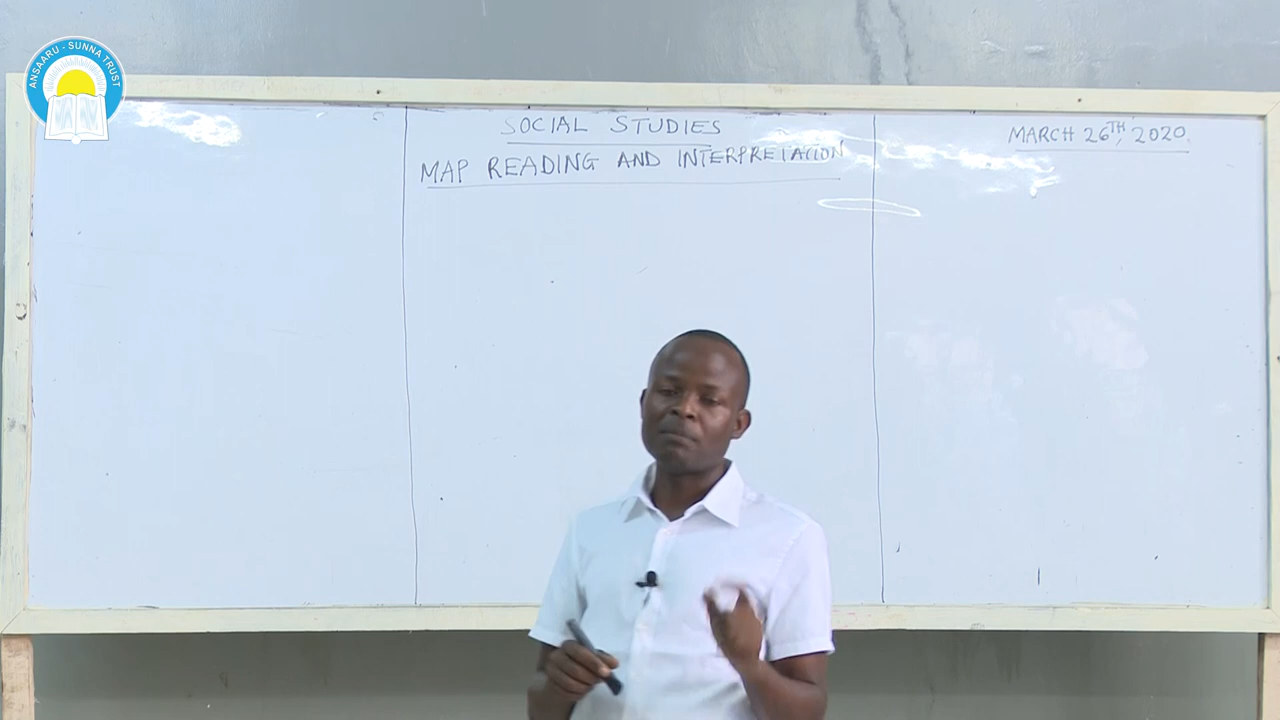 ANSAARU - SUNNA TRUST
SOCIAL STUDIES
MARCH 26TH, 2020.
MAP READING AND INTERPRETATION